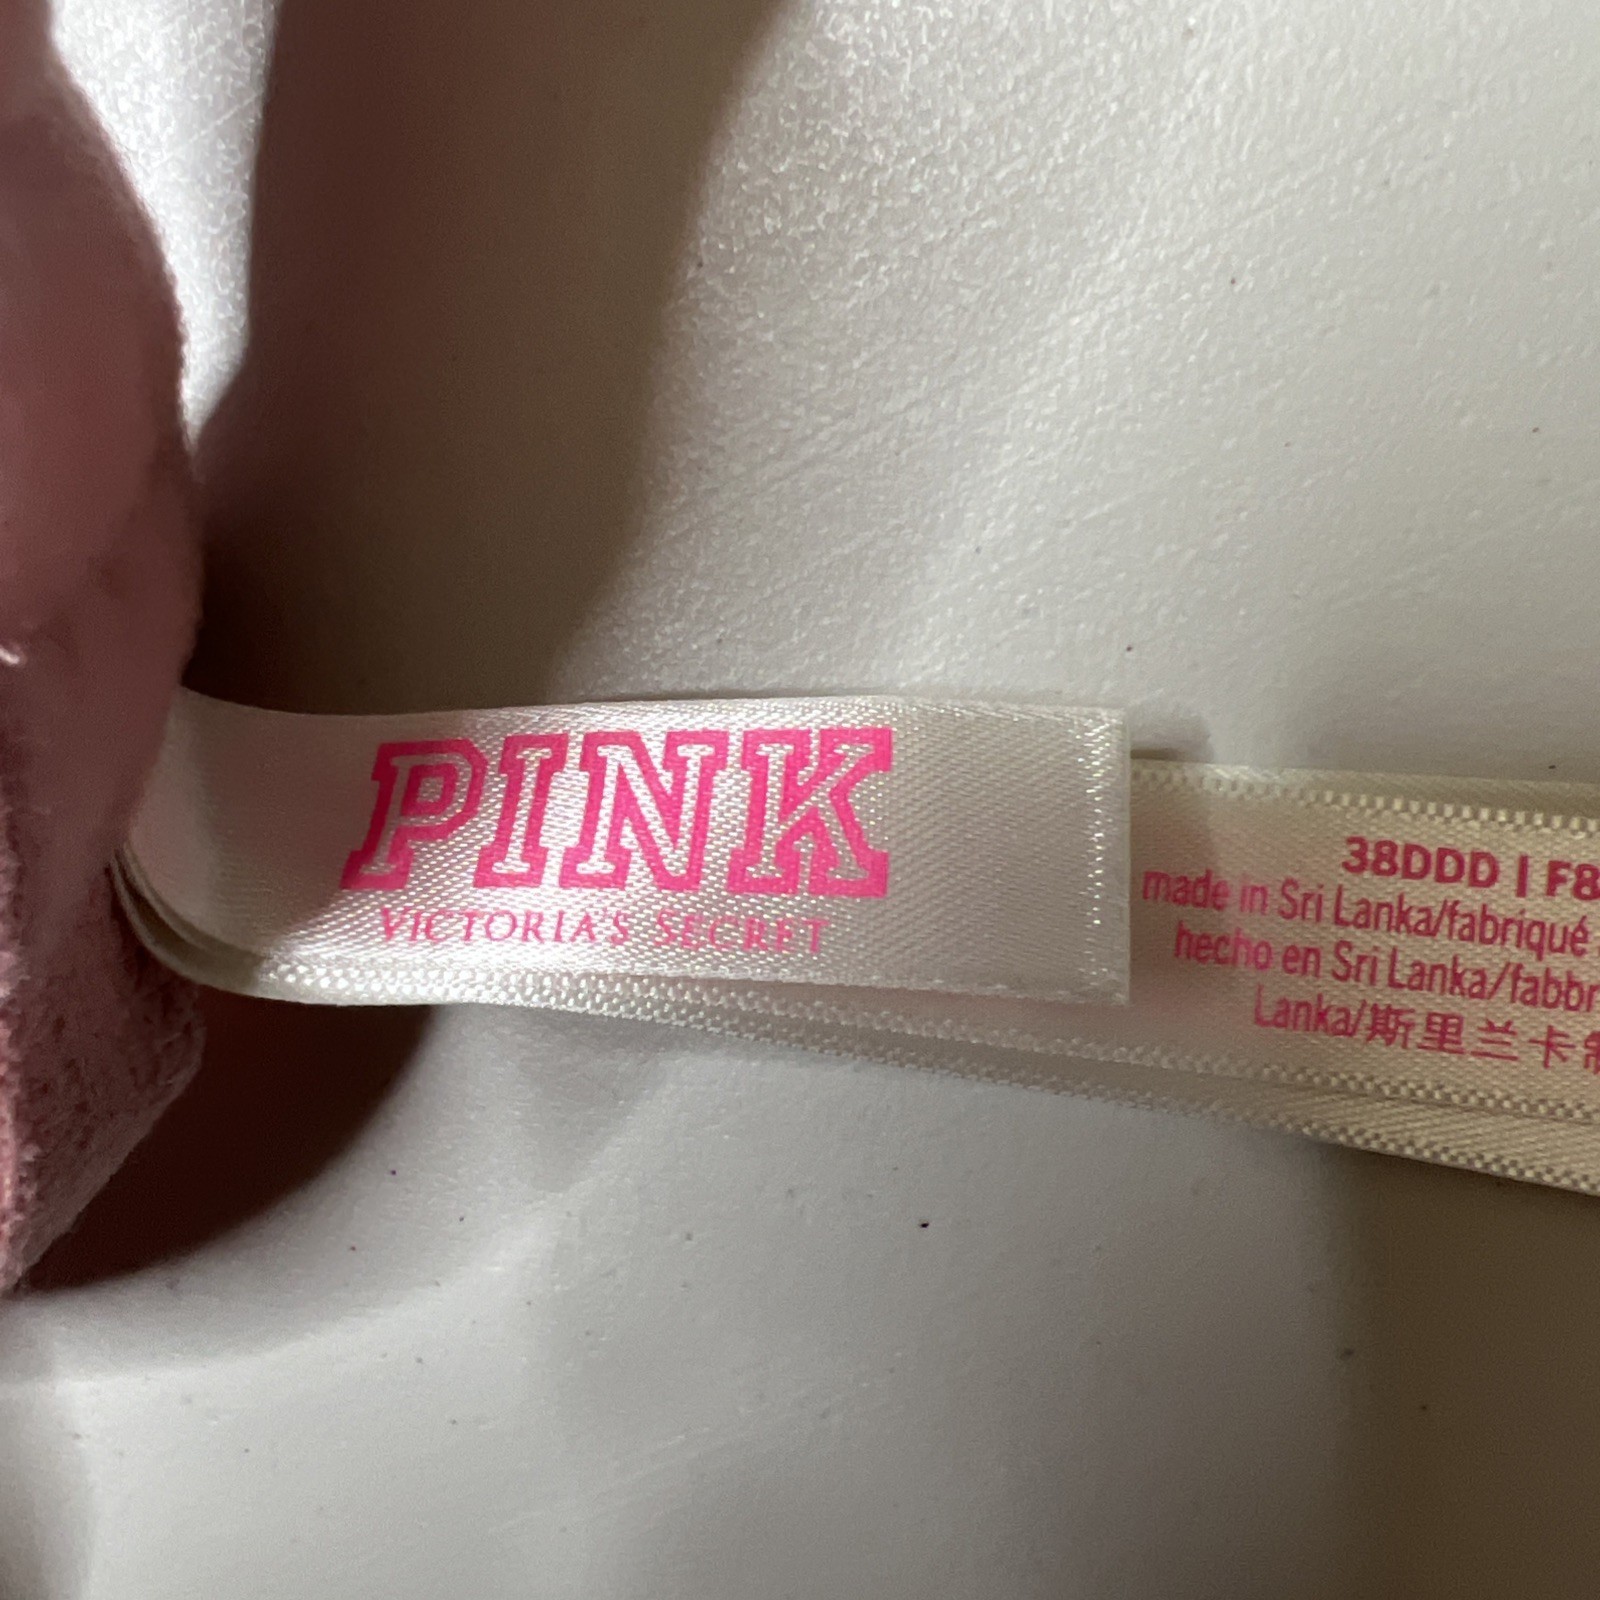 PINK
VICTORIA'S SECRET
38DDD | F8
made in Sri Lanka/fabriqué
hecho en Sri Lanka/fabbr
Lanka/斯里兰卡